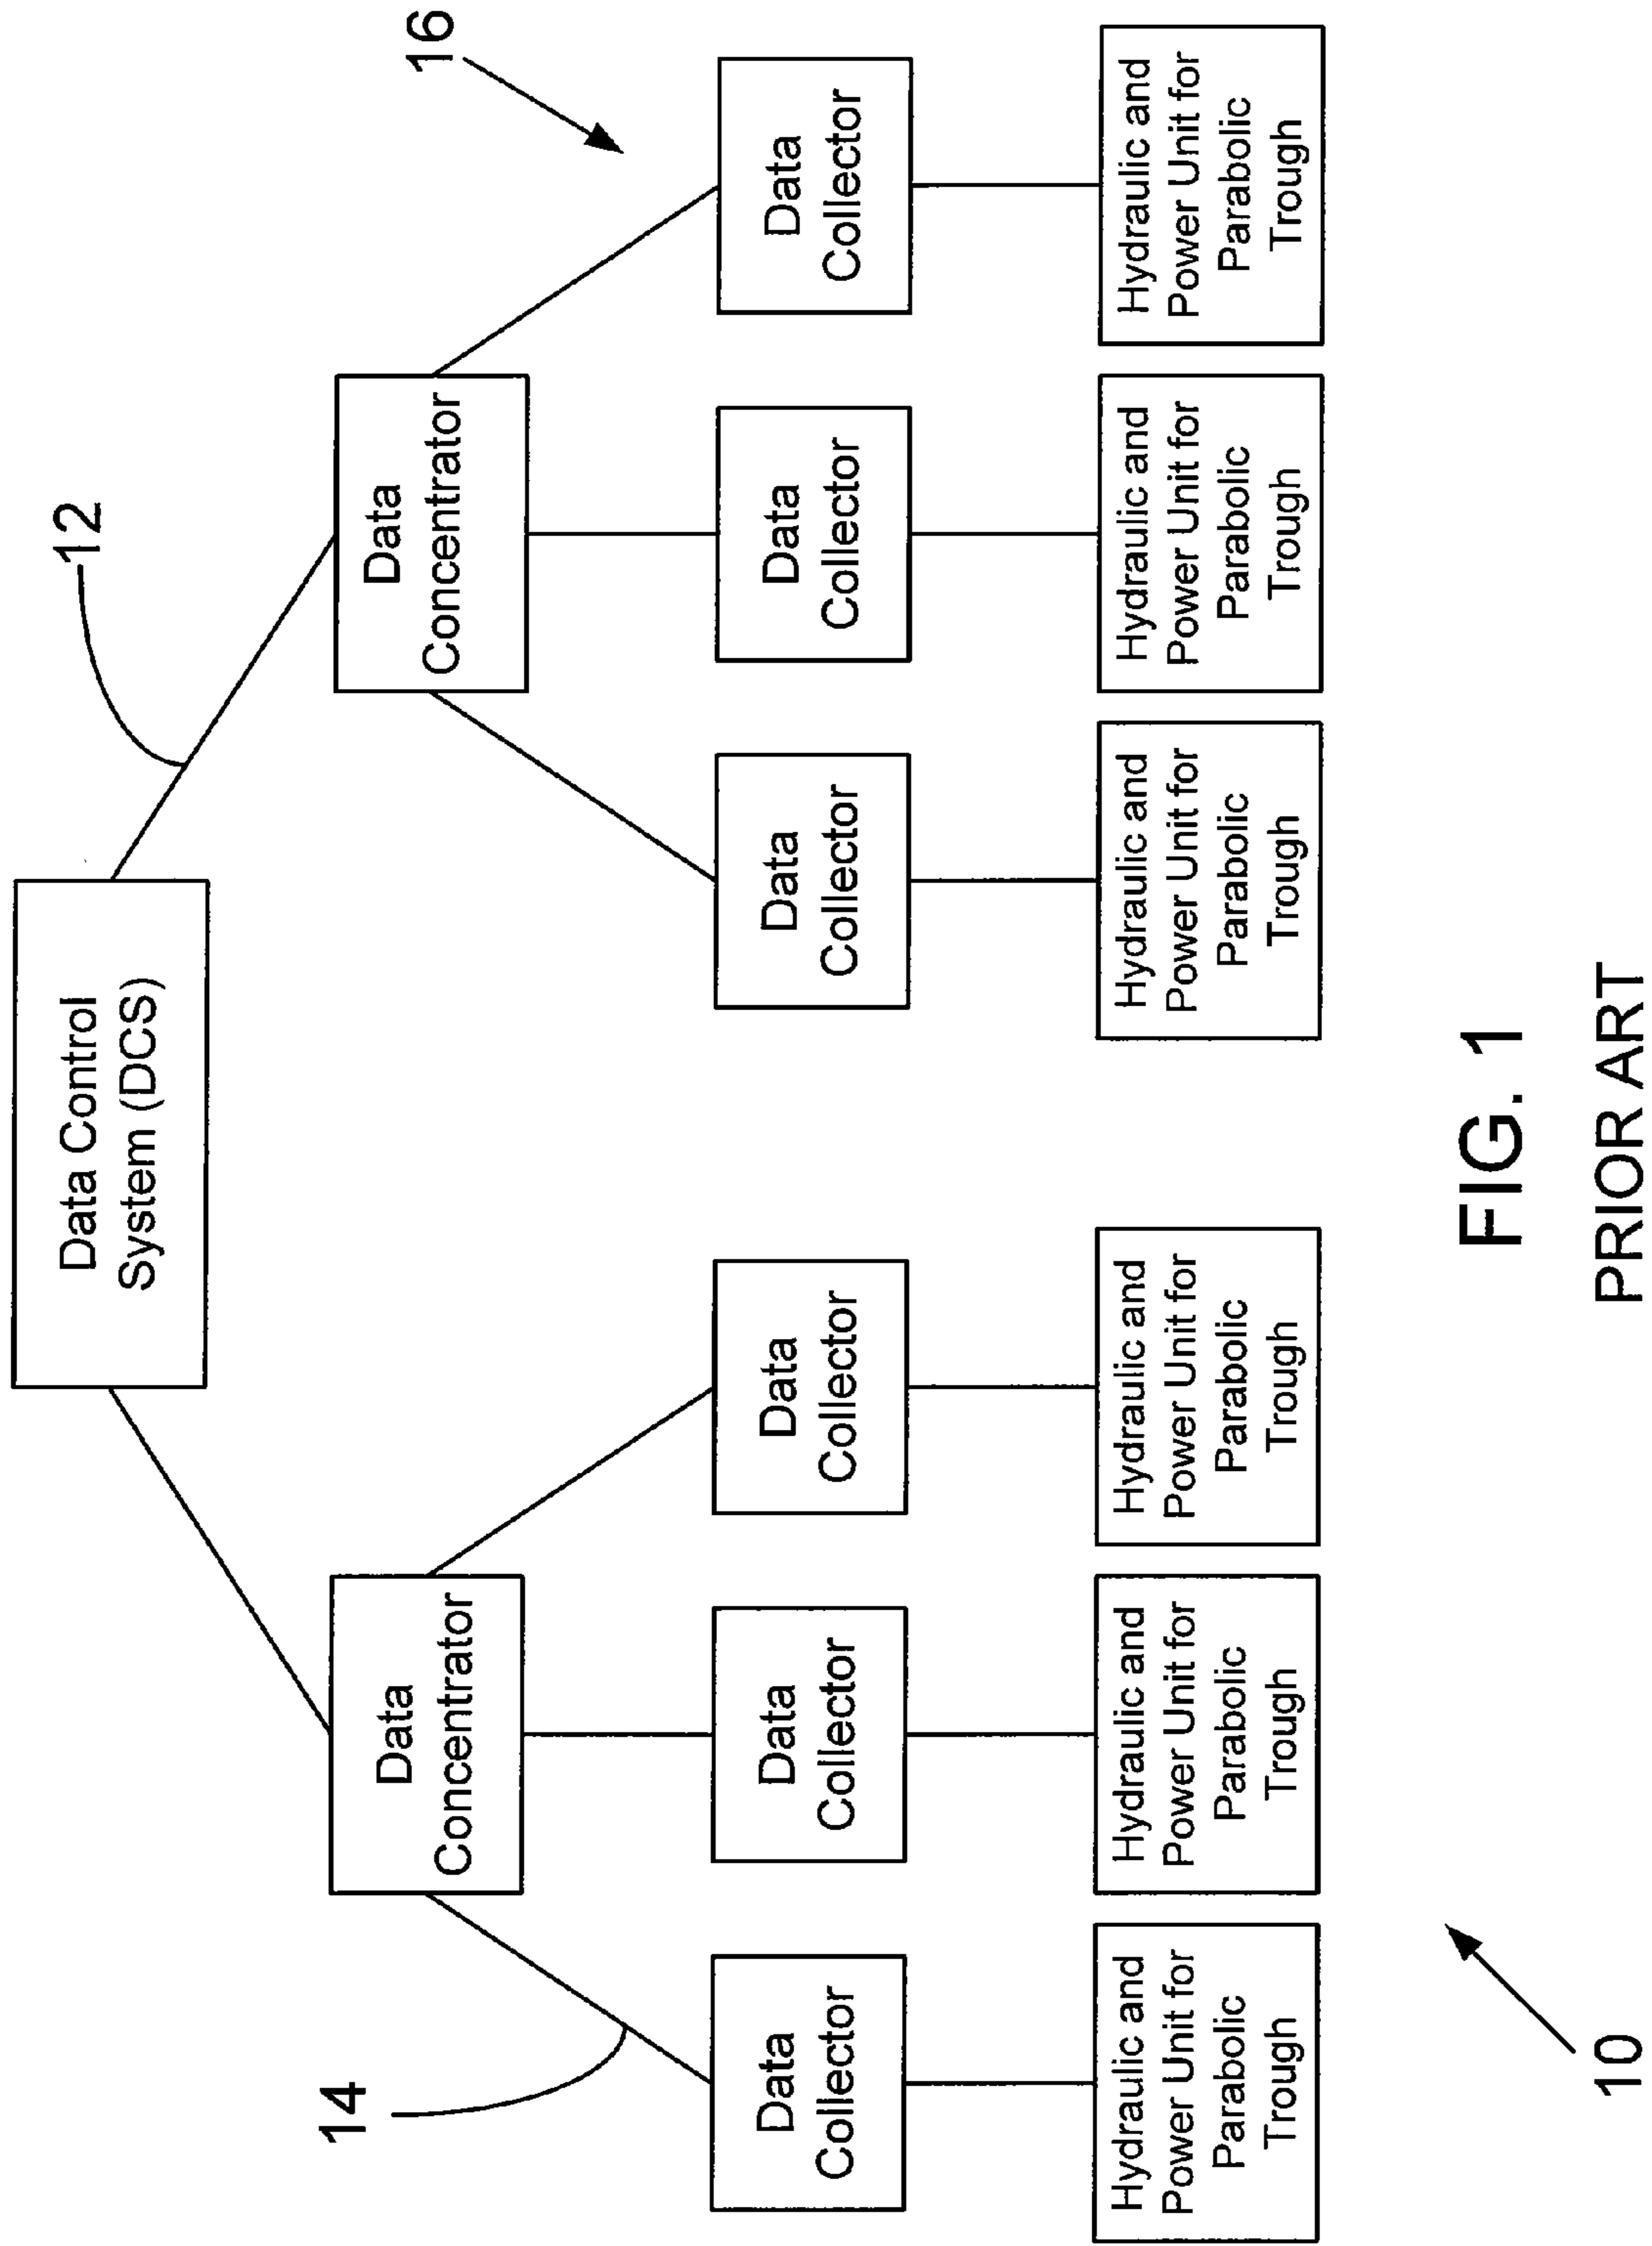 Data Control
System (DCS)
12
Data
Concentrator
Data
Concentrator
14
16
Data
Collector
Data
Collector
Data
Collector
Data
Collector
Data
Collector
Data
Collector
Hydraulic and
Power Unit for
Parabolic
Trough
Hydraulic and
Power Unit for
Parabolic
Trough
Hydraulic and
Power Unit for
Parabolic
Trough
Hydraulic and
Power Unit for
Parabolic
Trough
Hydraulic and
Power Unit for
Parabolic
Trough
Hydraulic and
Power Unit for
Parabolic
Trough
10
FIG. 1
PRIOR ART